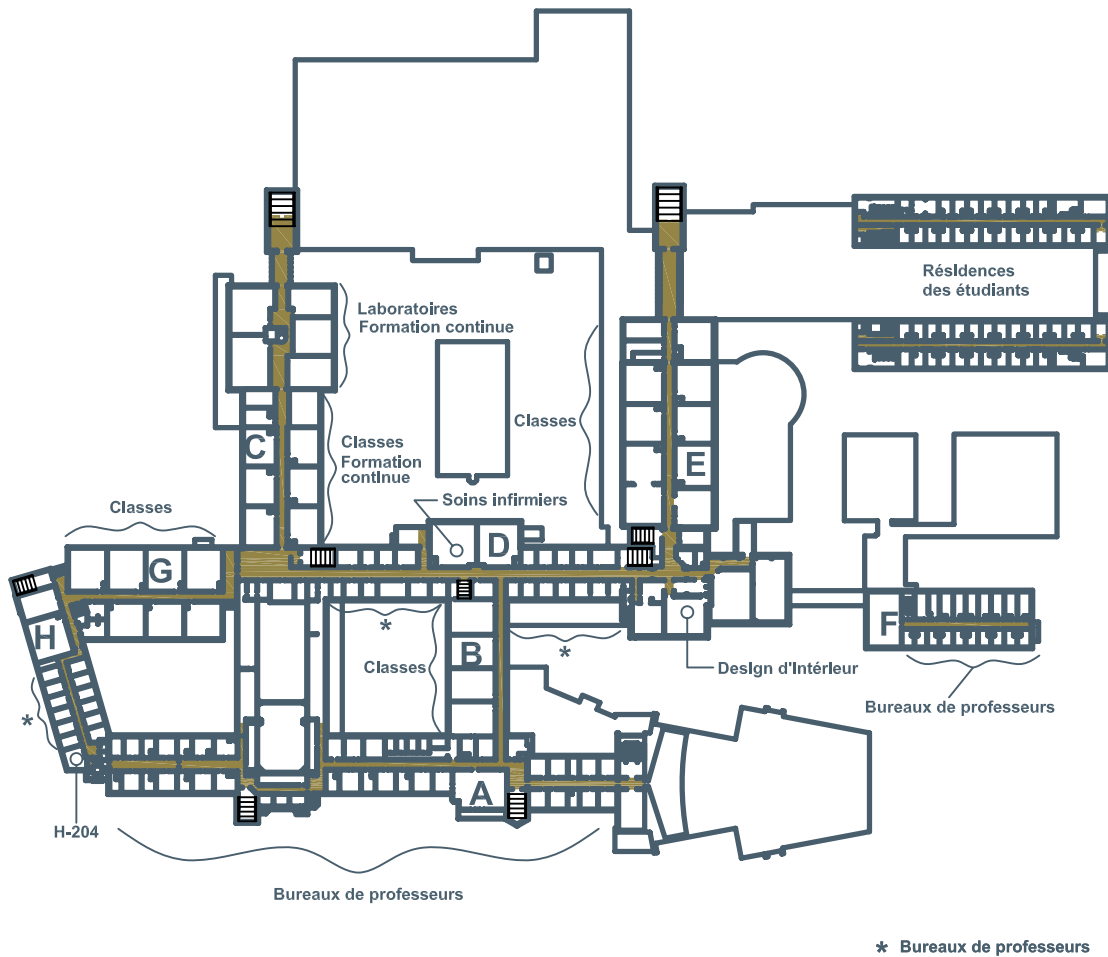 Résidences
des étudiants
Laboratoires
Formation continue
Classes
C
Classes
Formation
continue
E
Soins infirmiers
Classes
D
G
H
*
B
*
F
Classes
Design d'Intérieur
*
Bureaux de professeurs
A
H-204
Bureaux de professeurs
* Bureaux de professeurs